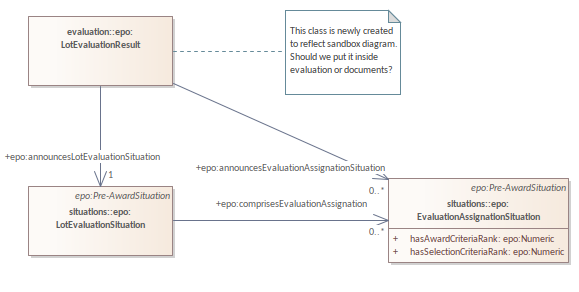 evaluation::epo:
LotEvaluationResult
This class is newly created
to reflect sandbox diagram.
Should we put it inside
evaluation or documents?
+epo:announcesLotEvaluationSituation
1
+epo:announcesEvaluationAssignationSituation
0..*
epo:Pre-AwardSituation
situations::epo:
LotEvaluationSituation
+epo:comprisesEvaluationAssignation
0..*
epo:Pre-AwardSituation
situations::epo:
EvaluationAssignationSituation
+ hasAwardCriteriaRank: epo:Numeric
+ hasSelectionCriteriaRank: epo:Numeric